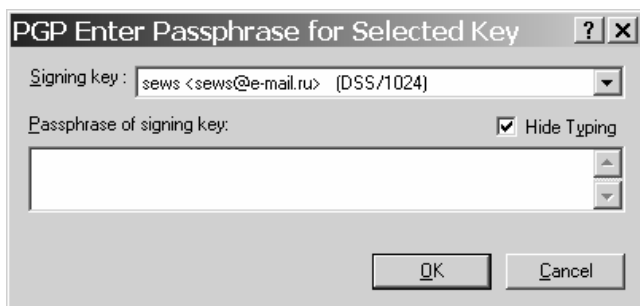 PGP Enter Passphrase for Selected Key
Signing key : sews <sews@e-mail.ru> (DSS/1024)
Passphrase of signing key: Hide Typing
OK Cancel